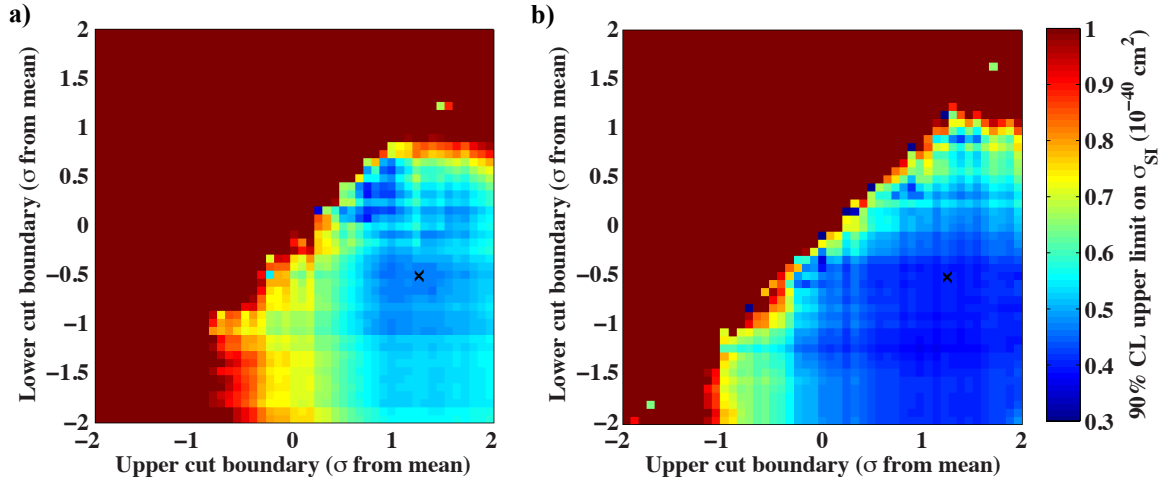 a)
Lower cut boundary (σ from mean)
2
1.5
1
0.5
0
−0.5
−1
−1.5
−2
−2 −1 0 1 2
Upper cut boundary (σ from mean)
b)
Lower cut boundary (σ from mean)
2
1.5
1
0.5
0
−0.5
−1
−1.5
−2
−2 −1 0 1 2
Upper cut boundary (σ from mean)
1
0.9
0.8
0.7
0.6
0.5
0.4
0.3
90% CL upper limit on σ_SI (10⁻⁴⁰ cm²)